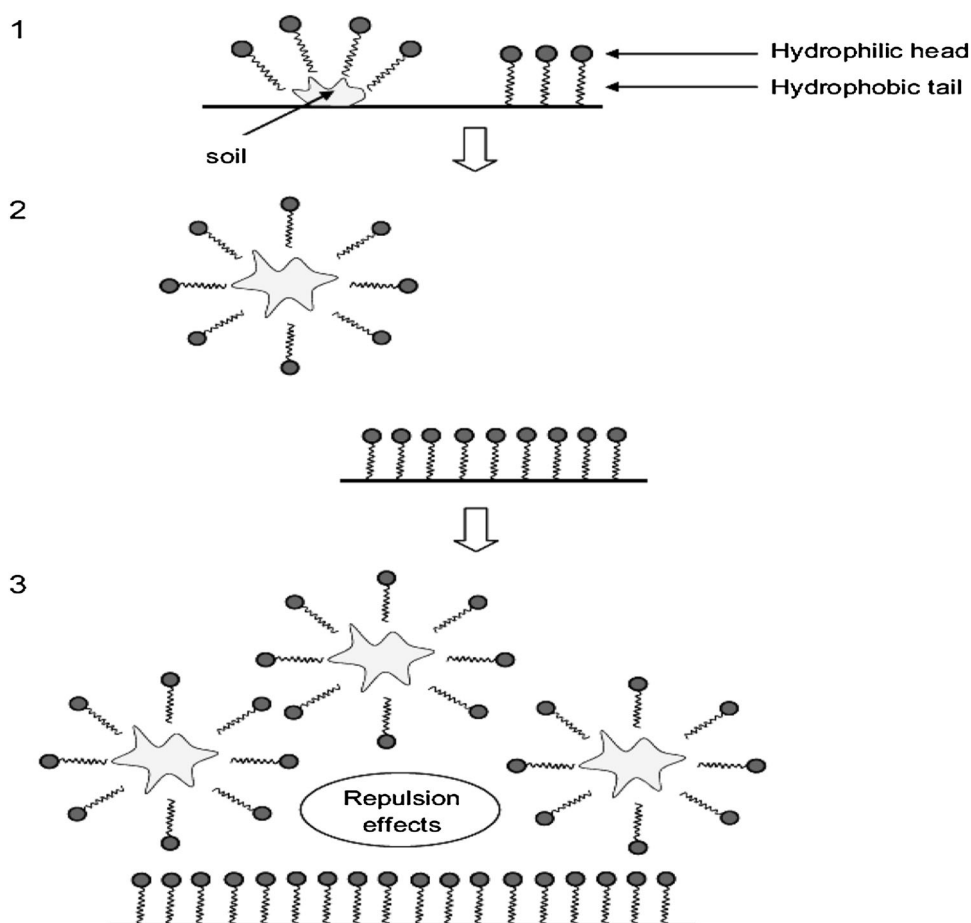 1
Hydrophilic head
Hydrophobic tail
soil
2
3
Repulsion
effects